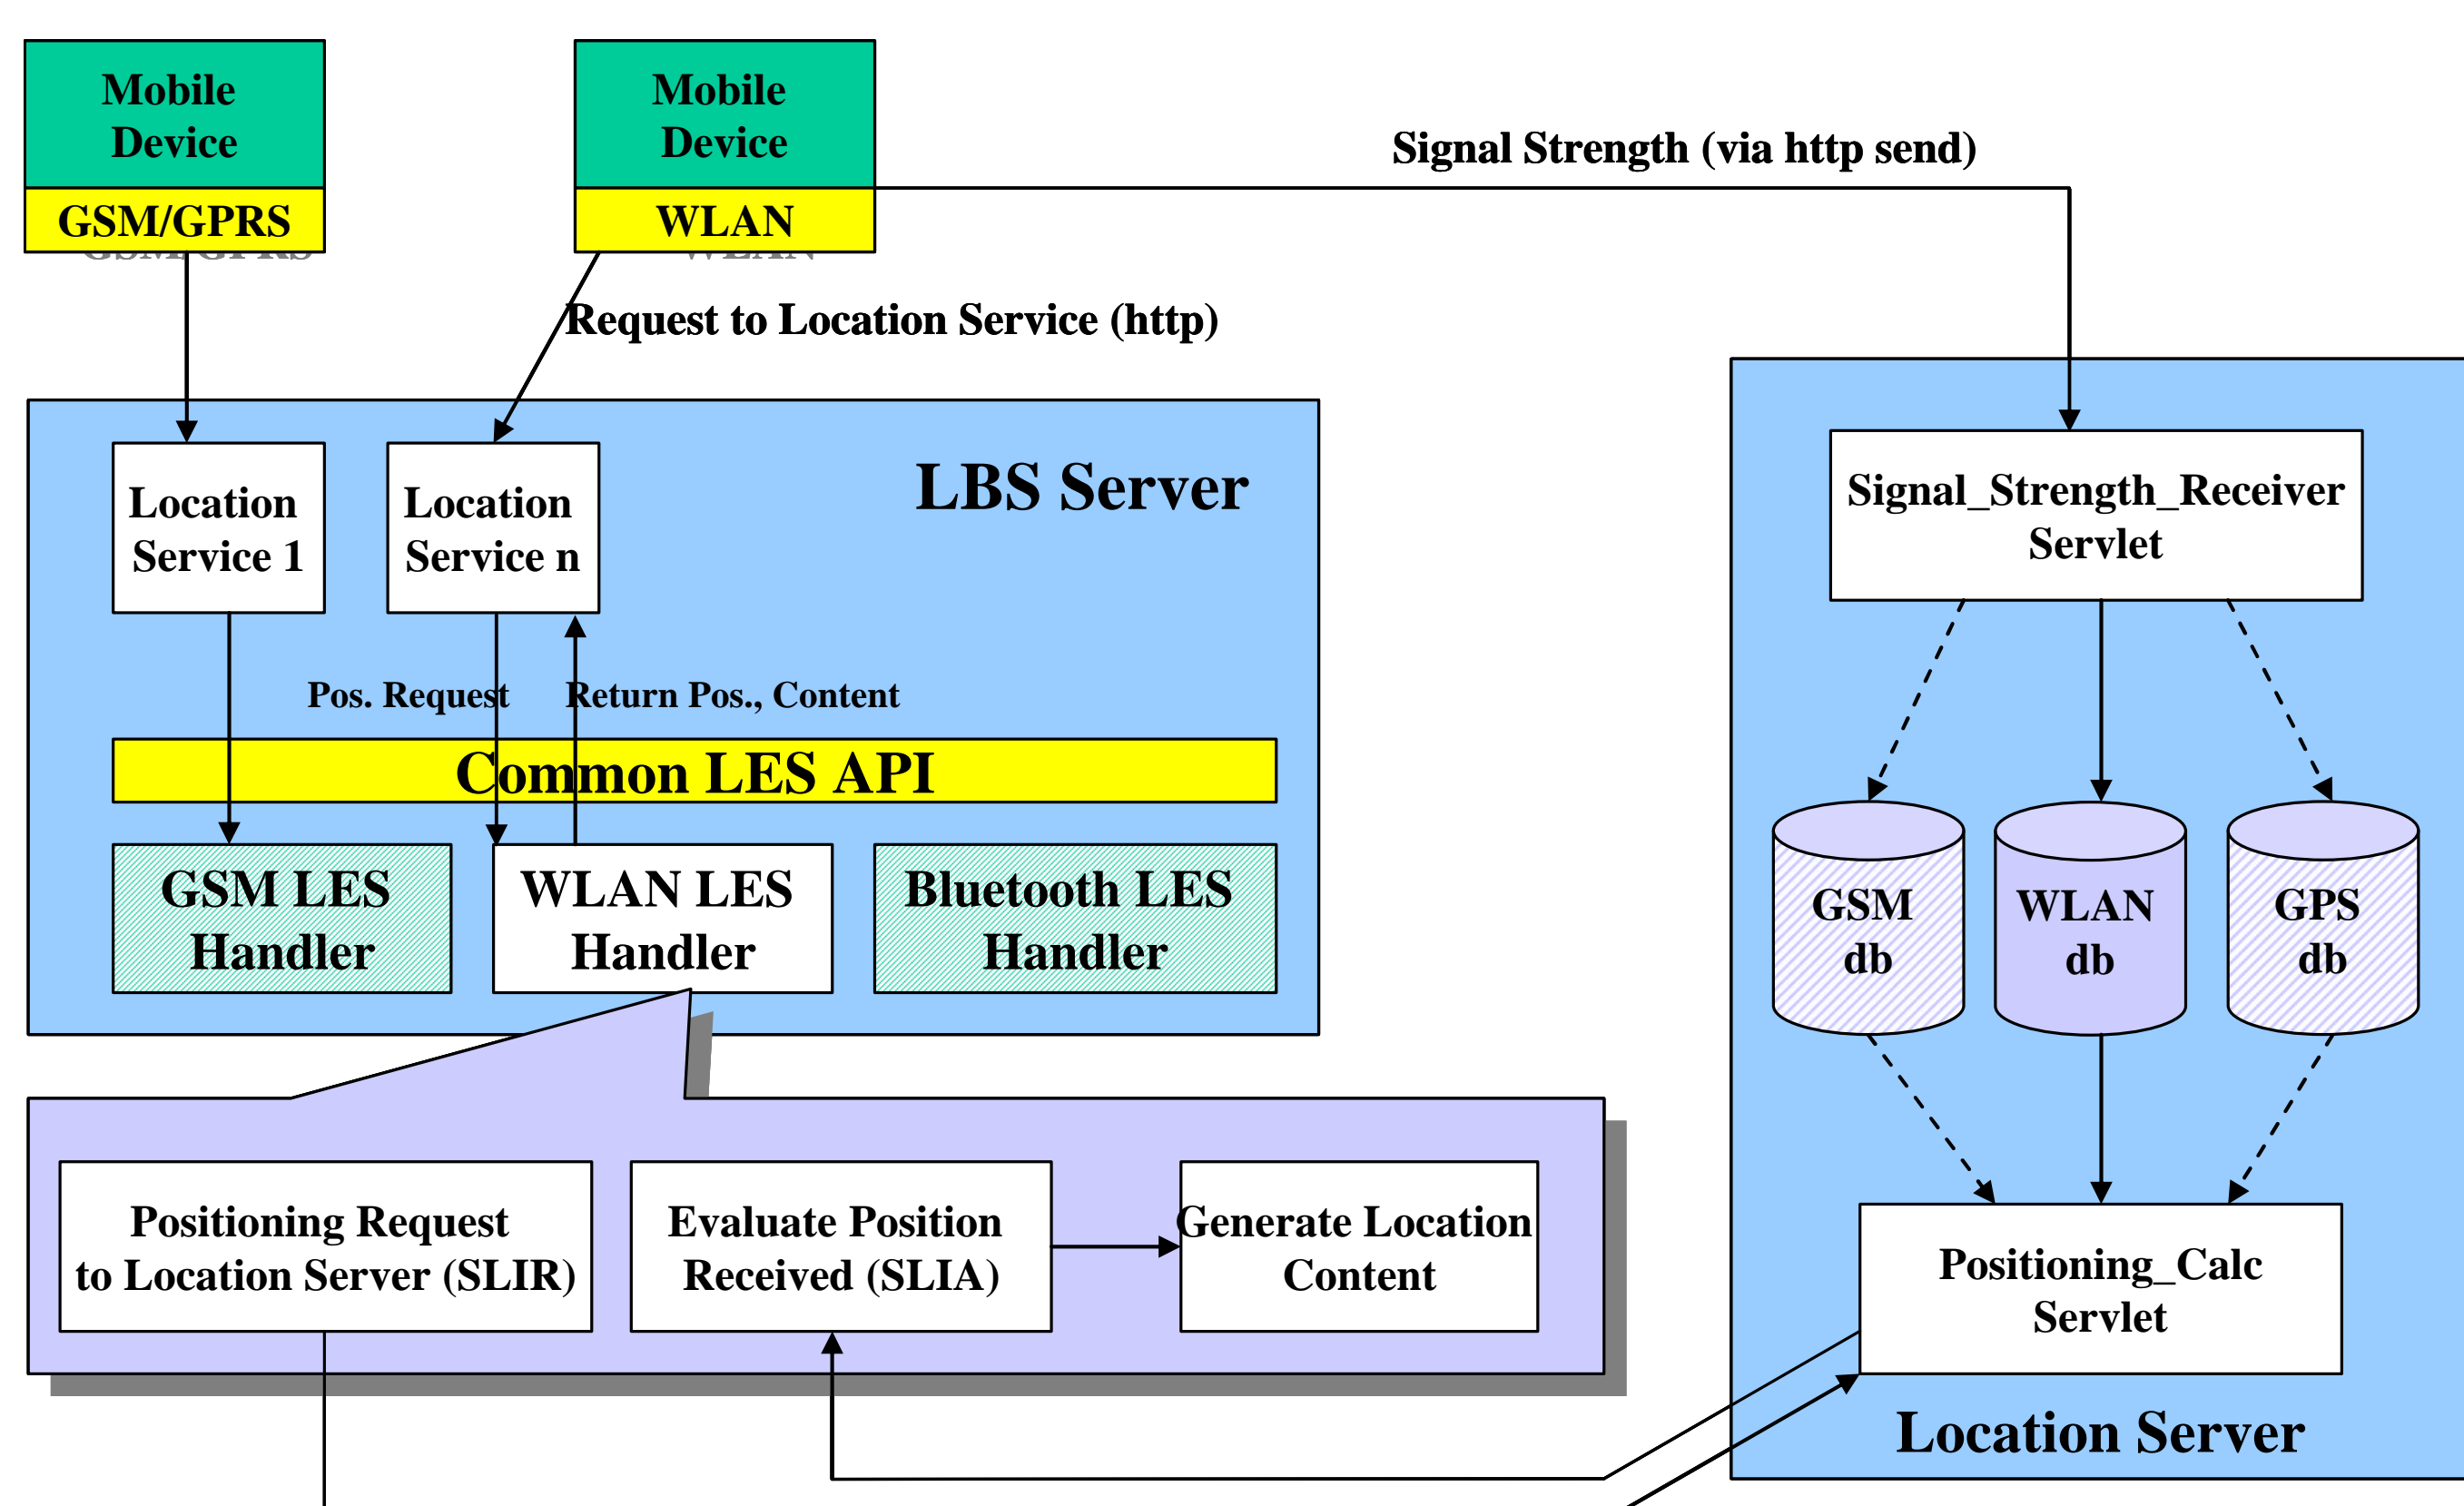 Mobile
Device
GSM/GPRS
Mobile
Device
WLAN
Signal Strength (via http send)
Request to Location Service (http)
LBS Server
Location
Service 1
Location
Service n
Pos. Request
Return Pos., Content
Common LES API
GSM LES
Handler
WLAN LES
Handler
Bluetooth LES
Handler
Positioning Request
to Location Server (SLIR)
Evaluate Position
Received (SLIA)
Generate Location
Content
Signal_Strength_Receiver
Servlet
GSM
db
WLAN
db
GPS
db
Positioning_Calc
Servlet
Location Server